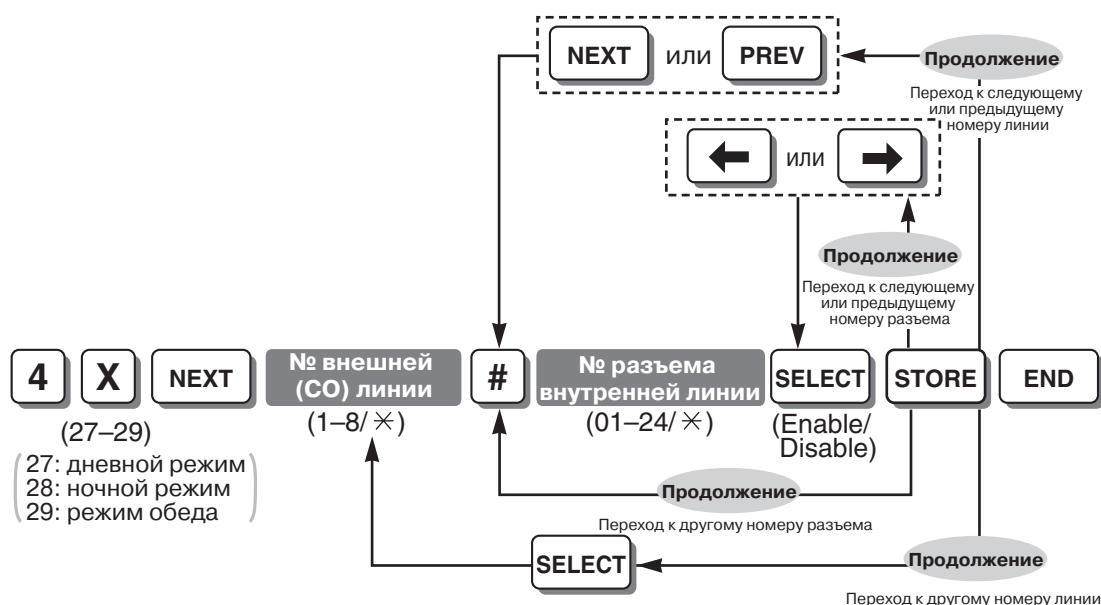 NEXT или PREV
Продолжение
Переход к следующему
или предыдущему
номеру линии
← или →
Продолжение
Переход к следующему
или предыдущему
номеру разъема
4 X NEXT № внешней (СО) линии # № разъема внутренней линии SELECT STORE END
(27–29)
(1–8/ ✳)
(01–24/ ✳)
(Enable/
Disable)
27: дневной режим
28: ночной режим
29: режим обеда
Продолжение
Переход к другому номеру разъема
SELECT
Продолжение
Переход к другому номеру линии